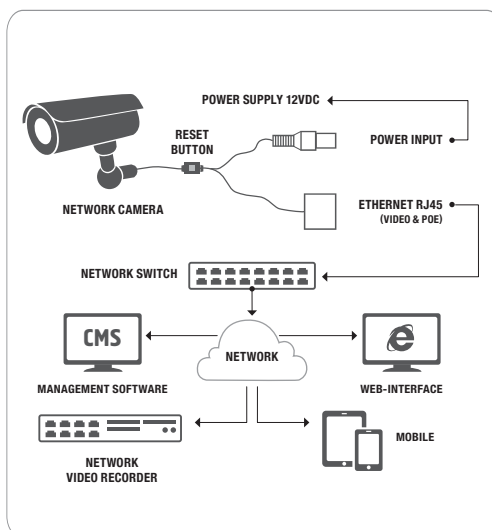 POWER SUPPLY 12VDC
RESET
BUTTON
POWER INPUT
NETWORK CAMERA
ETHERNET RJ45
(VIDEO & POE)
NETWORK SWITCH
CMS
NETWORK
e
MANAGEMENT SOFTWARE
WEB-INTERFACE
MOBILE
NETWORK
VIDEO RECORDER